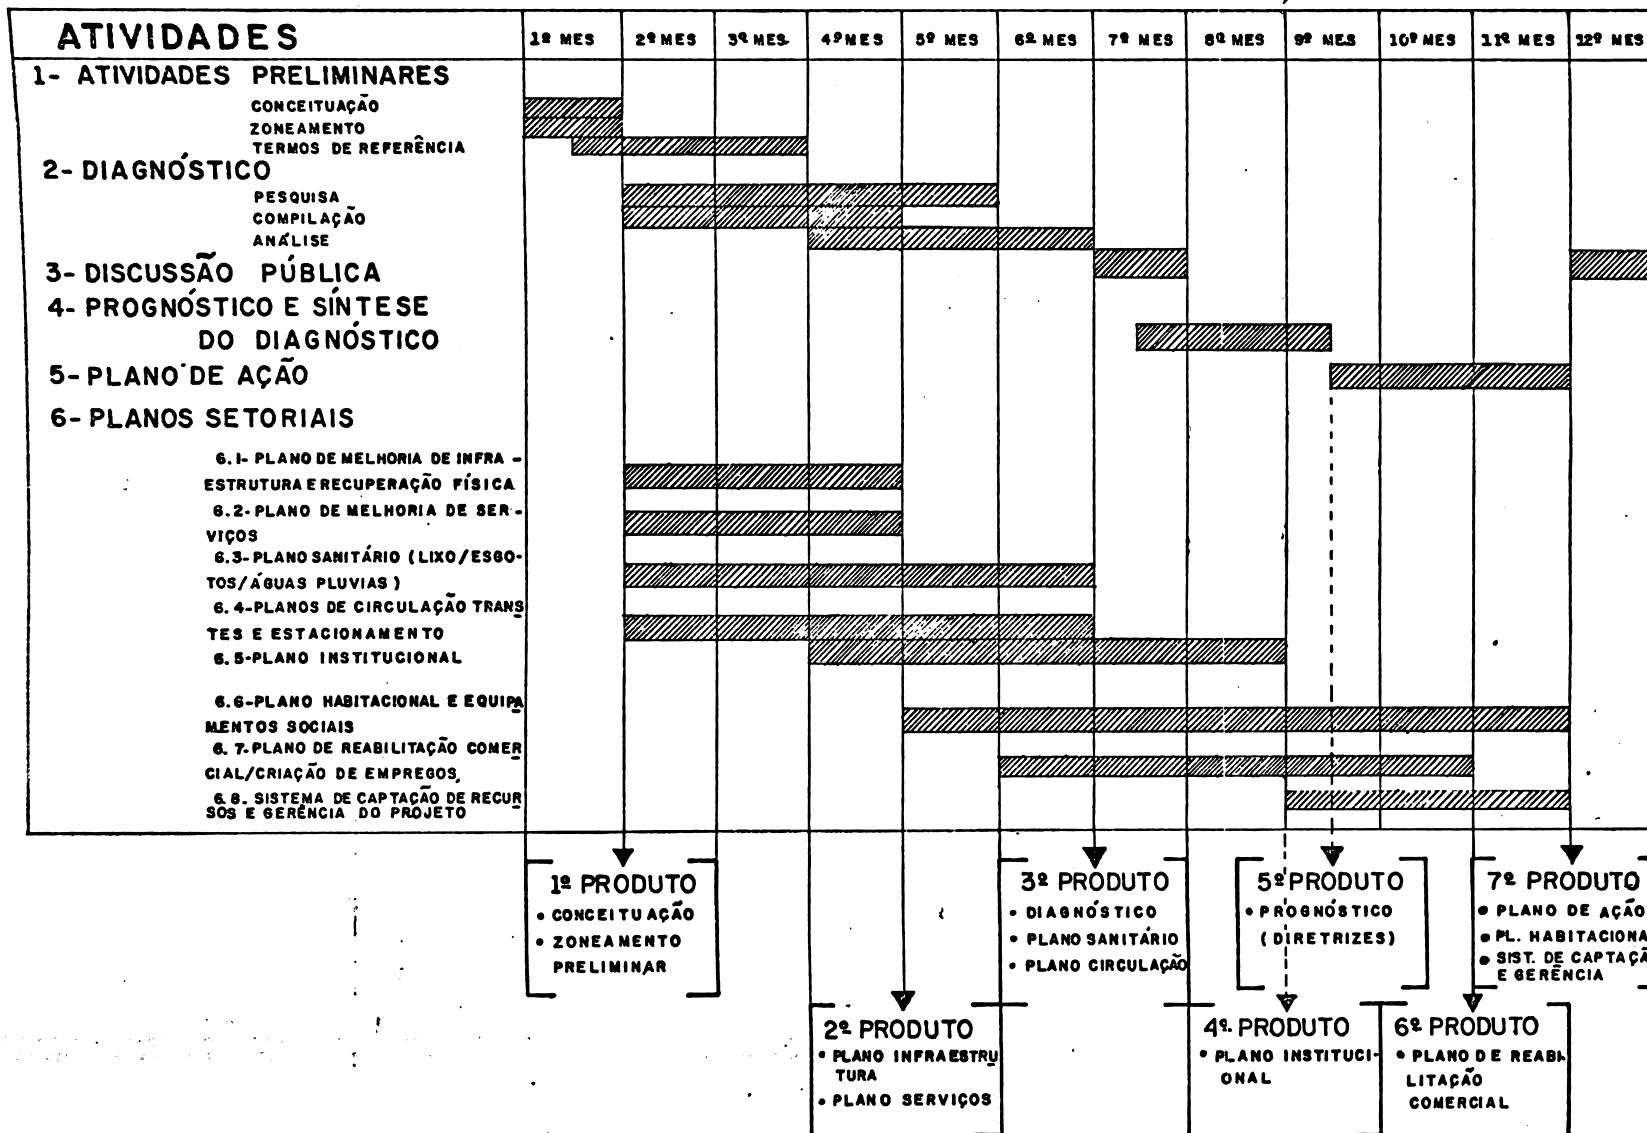 ATIVIDADES
1º MES 2º MES 3º MES. 4º MES 5º MES 6º MES 7º MES 8º MES 9º MES 10º MES 11º MES 12º MES
1- ATIVIDADES PRELIMINARES
CONCEITUAÇÃO
ZONEAMENTO
TERMOS DE REFERÊNCIA
2- DIAGNÓSTICO
PESQUISA
COMPILAÇÃO
ANÁLISE
3- DISCUSSÃO PÚBLICA
4- PROGNÓSTICO E SÍNTESE
DO DIAGNÓSTICO
5- PLANO DE AÇÃO
6- PLANOS SETORIAIS
6.1- PLANO DE MELHORIA DE INFRA -
ESTRUTURA E RECUPERAÇÃO FÍSICA
6.2- PLANO DE MELHORIA DE SER -
VIÇOS
6.3- PLANO SANITÁRIO ( LIXO/ESGO-
TOS/ÁGUAS PLUVIAS )
6.4- PLANOS DE CIRCULAÇÃO TRANS
TES E ESTACIONAMENTO
6.5- PLANO INSTITUCIONAL
6.6- PLANO HABITACIONAL E EQUIPA
MENTOS SOCIAIS
6.7- PLANO DE REABILITAÇÃO COMER
CIAL/CRIAÇÃO DE EMPREGOS,
6.8. SISTEMA DE CAPTAÇÃO DE RECUR
SOS E GERÊNCIA DO PROJETO
1º PRODUTO
• CONCEITUAÇÃO
• ZONEAMENTO
PRELIMINAR
2º PRODUTO
• PLANO INFRAESTRU
TURA
• PLANO SERVIÇOS
3º PRODUTO
• DIAGNÓSTICO
• PLANO SANITÁRIO
• PLANO CIRCULAÇÃO
4º. PRODUTO
• PLANO INSTITUCI-
ONAL
5º PRODUTO
• PROGNÓSTICO
( DIRETRIZES )
6º PRODUTO
• PLANO DE REABI-
LITAÇÃO
COMERCIAL
7º PRODUTO
• PLANO DE AÇÃO
• PL. HABITACIONA
• SIST. DE CAPTAÇÃ
E GERÊNCIA